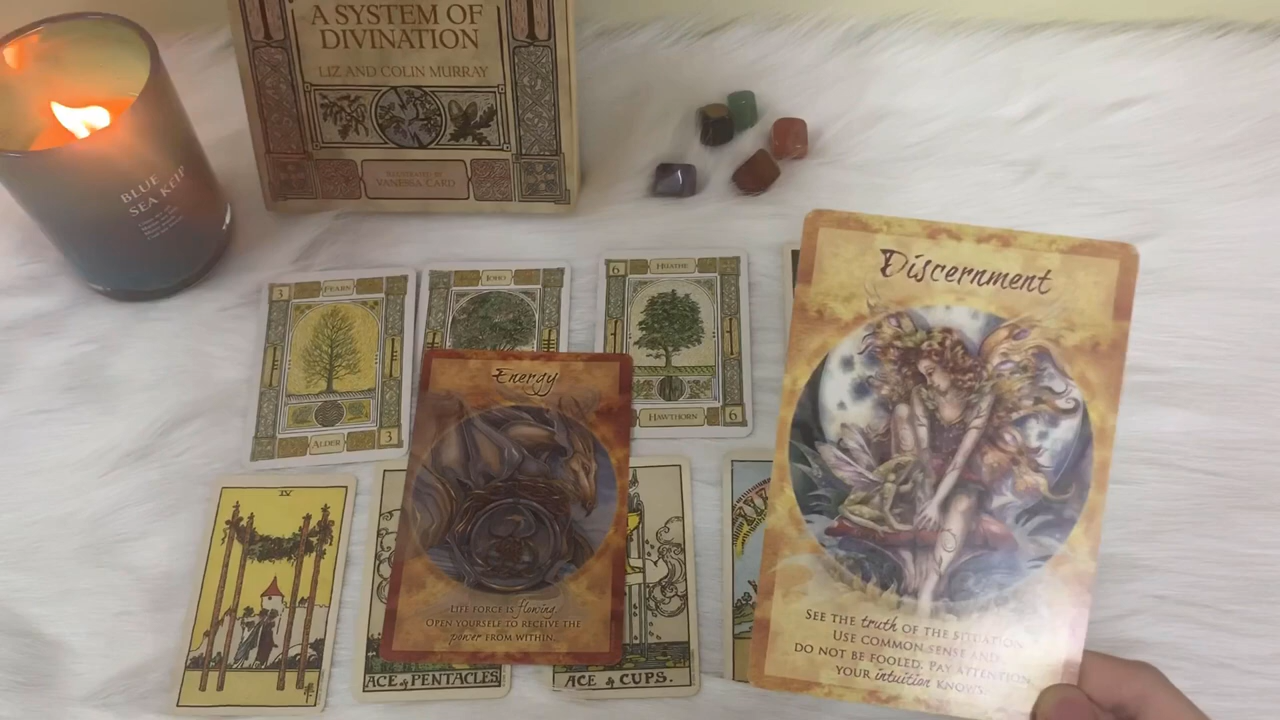 A SYSTEM OF
DIVINATION
LIZ AND COLIN MURRAY
ILLUSTRATED BY
VANESSA CARD
BLUE
SEA KELP
3 FEARN
ALDER 3
IOHO
6 HUATHE
HAWTHORN 6
Energy
LIFE FORCE IS flowing.
OPEN YOURSELF TO RECEIVE THE
power FROM WITHIN.
Discernment
SEE THE truth OF THE SITUATION.
USE COMMON SENSE AND
DO NOT BE FOOLED. PAY ATTENTION
YOUR intuition KNOWS.
IV
ACE of PENTACLES
ACE of CUPS.